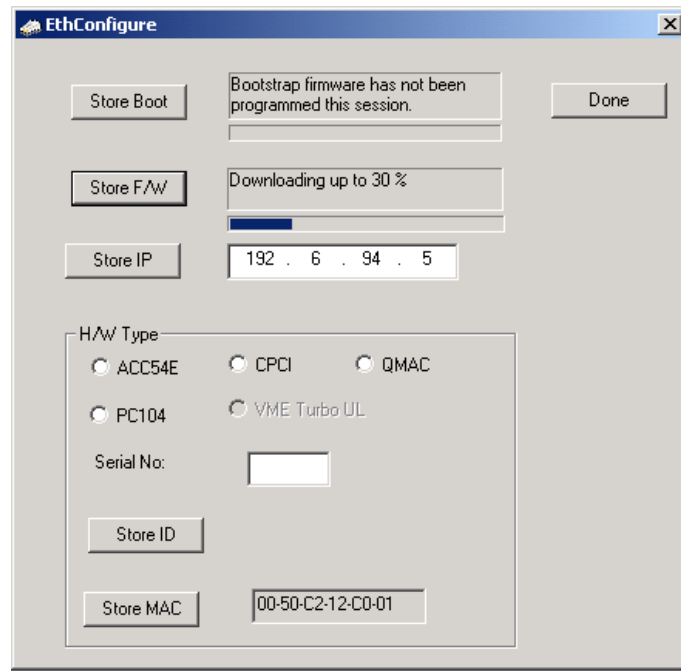 EthConfigure
Store Boot
Bootstrap firmware has not been
programmed this session.
Done
Store F/W
Downloading up to 30 %
Store IP
192 . 6 . 94 . 5
H/W Type
ACC54E
CPCI
QMAC
PC104
VME Turbo UL
Serial No:
Store ID
Store MAC
00-50-C2-12-C0-01